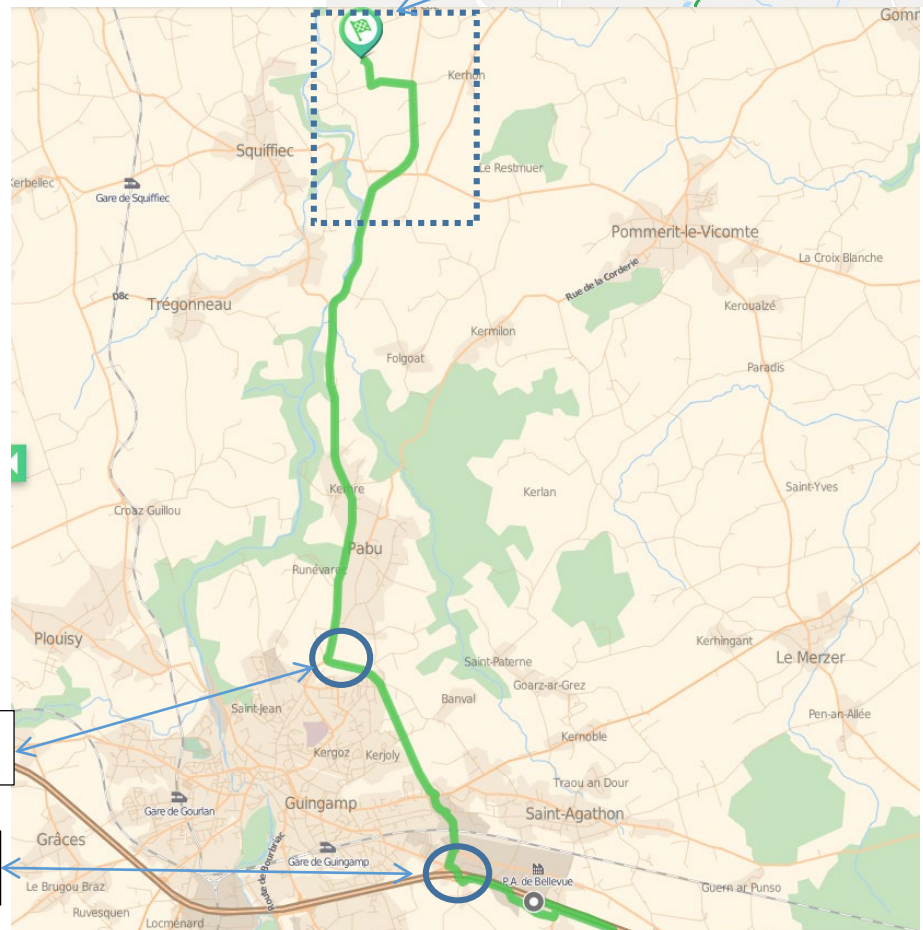 Gomr
Kerhon
Squiffiec
Le Restmuer
Kerbellec
Gare de Squiffiec
Pommerit-le-Vicomte
La Croix Blanche
Rue de la Corderie
D8c
Trégonneau
Keroualzé
Kermilon
Folgoat
Paradis
Saint-Yves
Kerlan
Croaz Guillou
Pabu
Runévarec
Plouisy
Kerhingant
Le Merzer
Saint-Paterne
Goarz-ar-Grez
Banval
Saint-Jean
Pen-an-Allée
Kernoble
Kergoz
Kerjoly
Traou an Dour
Guingamp
Gare de Gourlan
Saint-Agathon
Grâces
Gare de Guingamp
Route de Bourbriac
P.A. de Bellevue
Le Brugou Braz
Guern ar Punso
Ruvesquen
Locménard